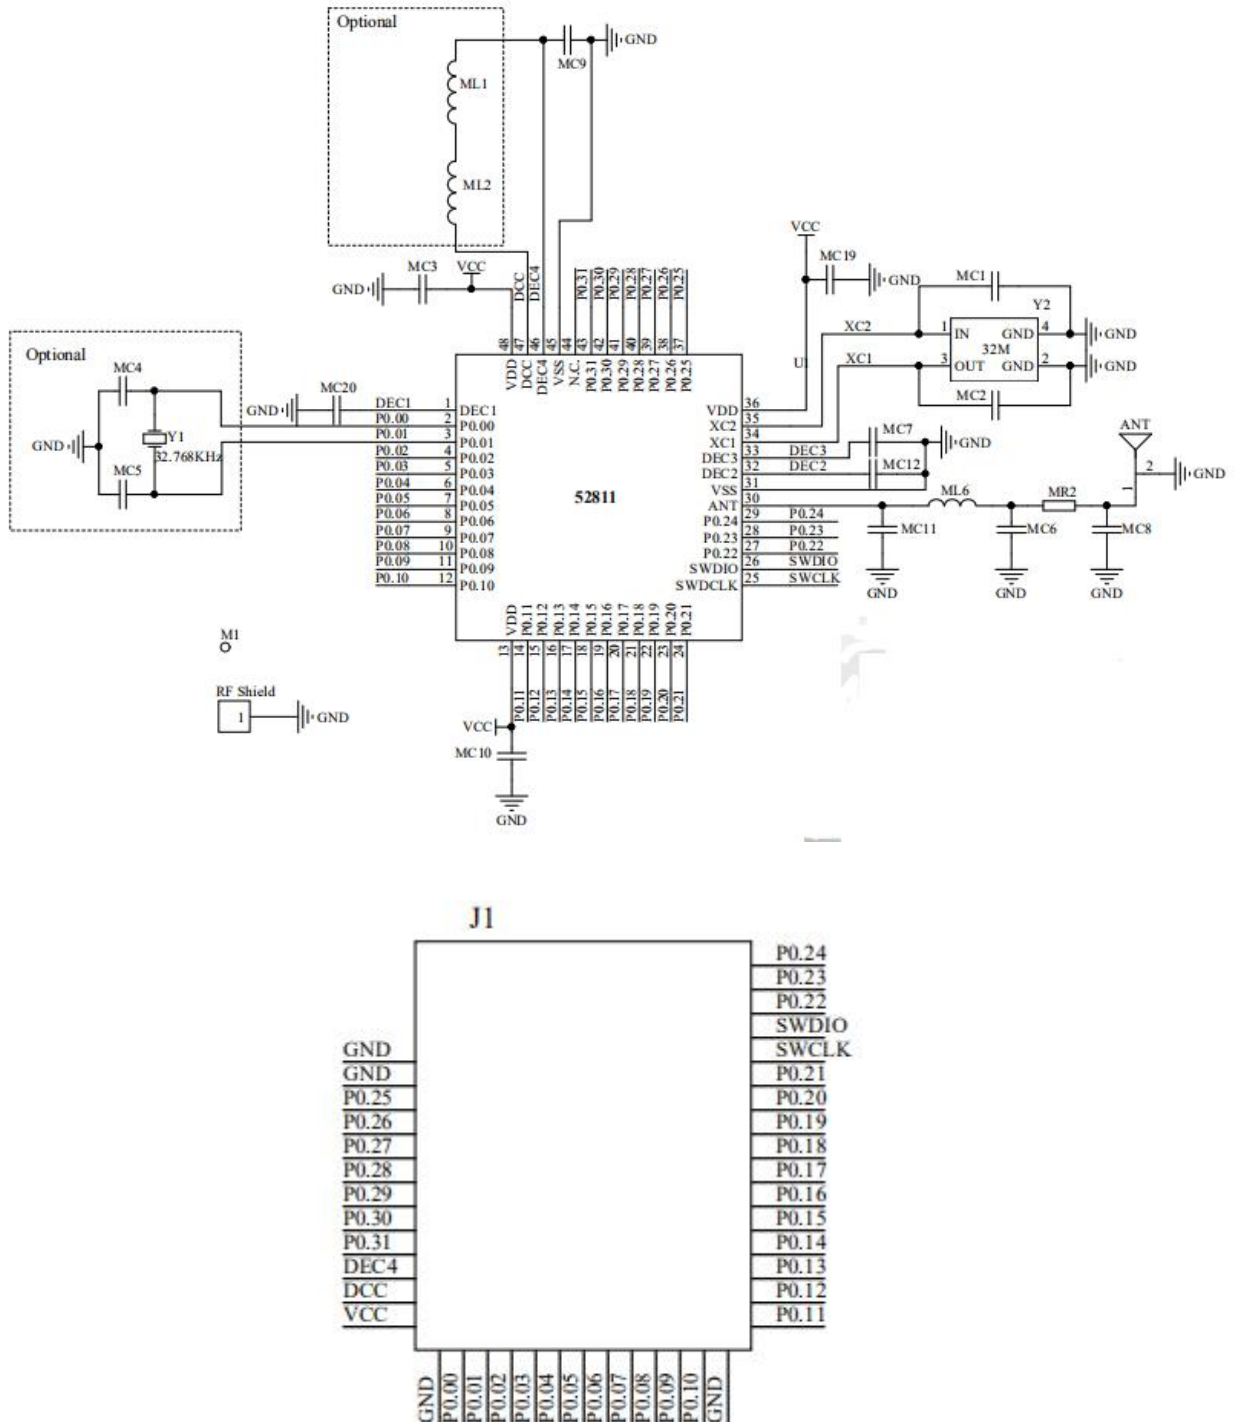 Optional
GND
MC9
ML1
ML2
VCC
MC3
VCC
GND
DCC
DEC4
P0.31
P0.30
P0.29
P0.28
P0.27
P0.26
P0.25
MC19
GND
MC1
Y2
48 47 46 45 44 43 42 41 40 39 38 37
VDD DCC DEC4 VSS N.C. P0.31 P0.30 P0.29 P0.28 P0.27 P0.26 P0.25
U1
XC2
1 IN GND 4 GND
32M
XC1
3 OUT GND 2 GND
MC2
Optional
MC4
MC20
GND
Y1
32.768KHz
GND
MC5
DEC1 1 DEC1
P0.00 2 P0.00
P0.01 3 P0.01
P0.02 4 P0.02
P0.03 5 P0.03
P0.04 6 P0.04
P0.05 7 P0.05
P0.06 8 P0.06
P0.07 9 P0.07
P0.08 10 P0.08
P0.09 11 P0.09
P0.10 12 P0.10
52811
VDD 36
XC2 35
XC1 34
DEC3 33 DEC3 MC7 GND
DEC2 32 DEC2 MC12
VSS 31
ANT 30
P0.24 29 P0.24
P0.23 28 P0.23
P0.22 27 P0.22
SWDIO 26 SWDIO
SWDCLK 25 SWCLK
ANT
2
GND
1
ML6
MR2
MC11
MC6
MC8
GND
GND
GND
VDD P0.11 P0.12 P0.13 P0.14 P0.15 P0.16 P0.17 P0.18 P0.19 P0.20 P0.21
13 14 15 16 17 18 19 20 21 22 23 24
P0.11 P0.12 P0.13 P0.14 P0.15 P0.16 P0.17 P0.18 P0.19 P0.20 P0.21
M1
RF Shield
1 GND
VCC
MC10
GND
J1
P0.24
P0.23
P0.22
SWDIO
SWCLK
P0.21
P0.20
P0.19
P0.18
P0.17
P0.16
P0.15
P0.14
P0.13
P0.12
P0.11
GND
GND
P0.25
P0.26
P0.27
P0.28
P0.29
P0.30
P0.31
DEC4
DCC
VCC
GND
P0.00
P0.01
P0.02
P0.03
P0.04
P0.05
P0.06
P0.07
P0.08
P0.09
P0.10
GND